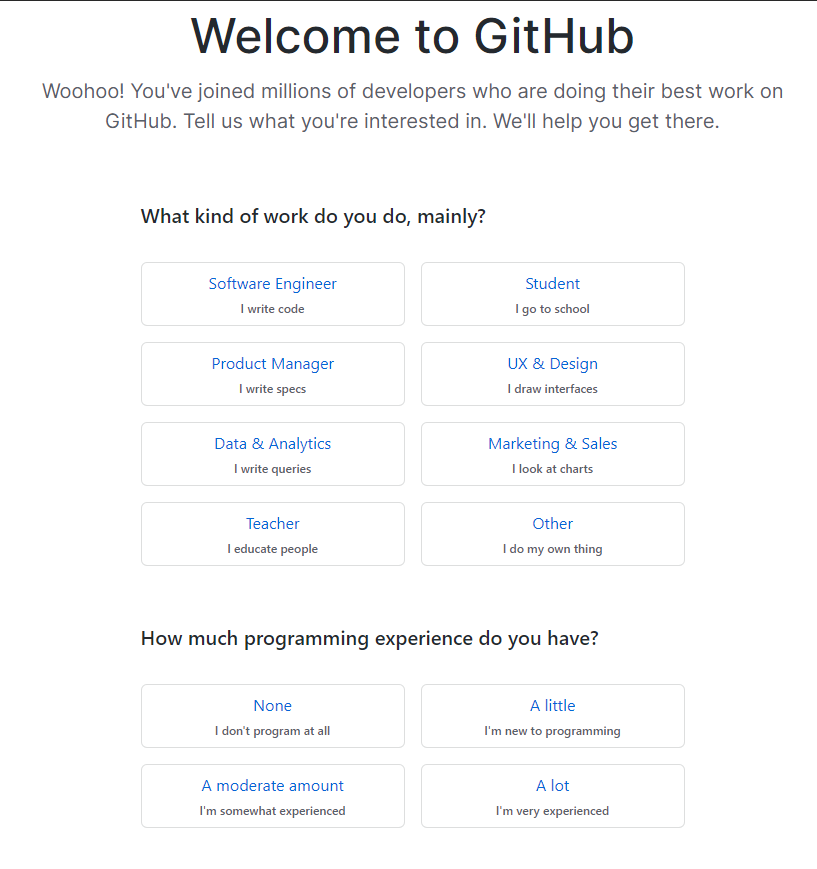 Welcome to GitHub
Woohoo! You've joined millions of developers who are doing their best work on
GitHub. Tell us what you're interested in. We'll help you get there.
What kind of work do you do, mainly?
Software Engineer
I write code
Student
I go to school
Product Manager
I write specs
UX & Design
I draw interfaces
Data & Analytics
I write queries
Marketing & Sales
I look at charts
Teacher
I educate people
Other
I do my own thing
How much programming experience do you have?
None
I don't program at all
A little
I'm new to programming
A moderate amount
I'm somewhat experienced
A lot
I'm very experienced